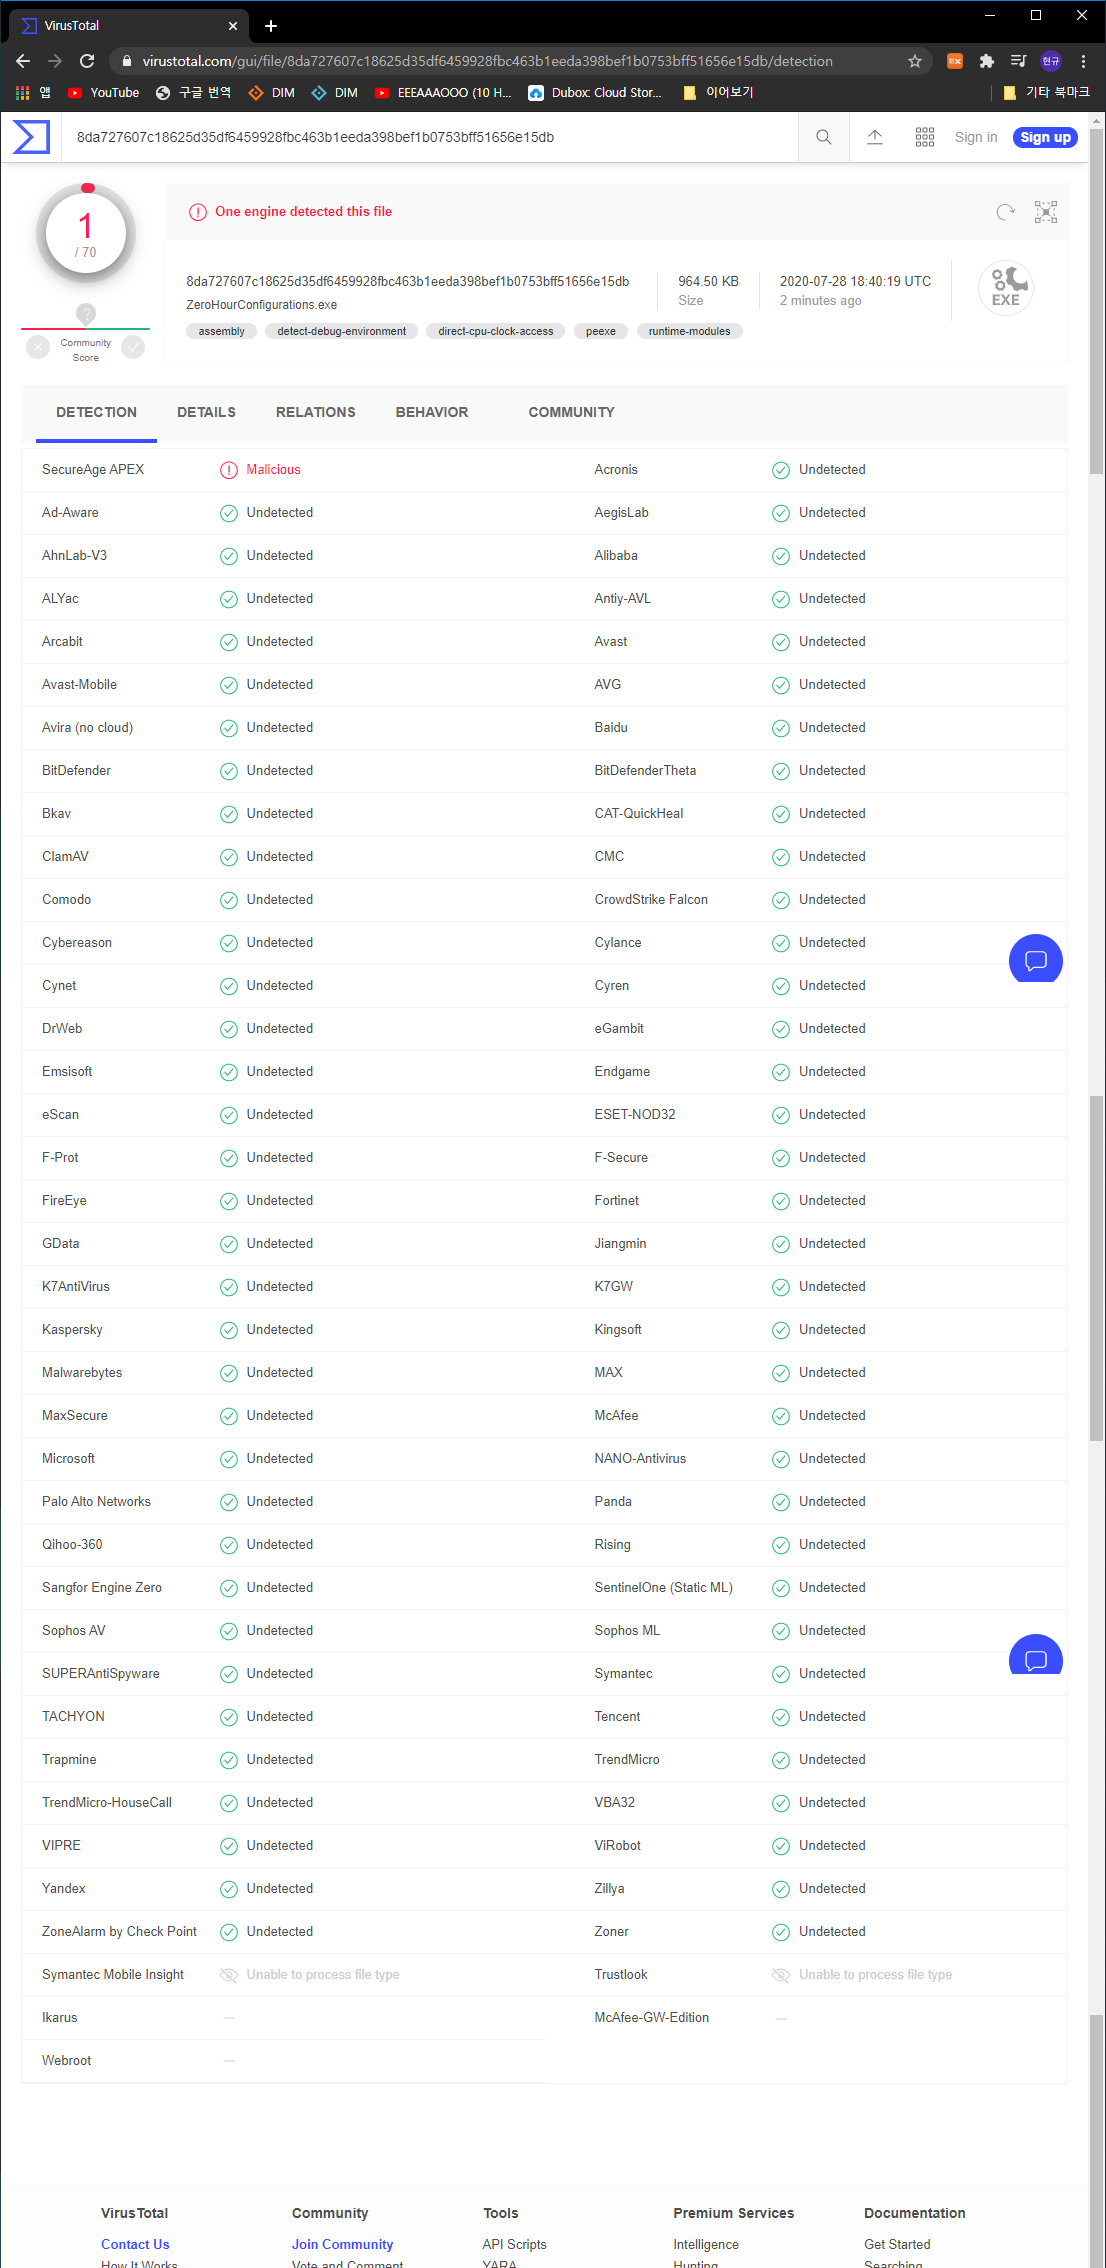 VirusTotal
virustotal.com/gui/file/8da727607c18625d35df6459928fbc463b1eeda398bef1b0753bff51656e15db/detection
EX
현규
앱 YouTube 구글 번역 DIM DIM EEEAAAOOO (10 H... Dubox: Cloud Stor... 이어보기 기타 북마크
8da727607c18625d35df6459928fbc463b1eeda398bef1b0753bff51656e15db Sign in Sign up
1
/ 70
?
Community
Score
One engine detected this file
8da727607c18625d35df6459928fbc463b1eeda398bef1b0753bff51656e15db
ZeroHourConfigurations.exe
assembly detect-debug-environment direct-cpu-clock-access peexe runtime-modules
964.50 KB
Size
2020-07-28 18:40:19 UTC
2 minutes ago
EXE
DETECTION DETAILS RELATIONS BEHAVIOR COMMUNITY
SecureAge APEX Malicious Acronis Undetected
Ad-Aware Undetected AegisLab Undetected
AhnLab-V3 Undetected Alibaba Undetected
ALYac Undetected Antiy-AVL Undetected
Arcabit Undetected Avast Undetected
Avast-Mobile Undetected AVG Undetected
Avira (no cloud) Undetected Baidu Undetected
BitDefender Undetected BitDefenderTheta Undetected
Bkav Undetected CAT-QuickHeal Undetected
ClamAV Undetected CMC Undetected
Comodo Undetected CrowdStrike Falcon Undetected
Cybereason Undetected Cylance Undetected
Cynet Undetected Cyren Undetected
DrWeb Undetected eGambit Undetected
Emsisoft Undetected Endgame Undetected
eScan Undetected ESET-NOD32 Undetected
F-Prot Undetected F-Secure Undetected
FireEye Undetected Fortinet Undetected
GData Undetected Jiangmin Undetected
K7AntiVirus Undetected K7GW Undetected
Kaspersky Undetected Kingsoft Undetected
Malwarebytes Undetected MAX Undetected
MaxSecure Undetected McAfee Undetected
Microsoft Undetected NANO-Antivirus Undetected
Palo Alto Networks Undetected Panda Undetected
Qihoo-360 Undetected Rising Undetected
Sangfor Engine Zero Undetected SentinelOne (Static ML) Undetected
Sophos AV Undetected Sophos ML Undetected
SUPERAntiSpyware Undetected Symantec Undetected
TACHYON Undetected Tencent Undetected
Trapmine Undetected TrendMicro Undetected
TrendMicro-HouseCall Undetected VBA32 Undetected
VIPRE Undetected ViRobot Undetected
Yandex Undetected Zillya Undetected
ZoneAlarm by Check Point Undetected Zoner Undetected
Symantec Mobile Insight Unable to process file type Trustlook Unable to process file type
Ikarus — McAfee-GW-Edition —
Webroot —
VirusTotal Community Tools Premium Services Documentation
Contact Us Join Community API Scripts Intelligence Get Started
How It Works Vote and Comment YARA Hunting Searching